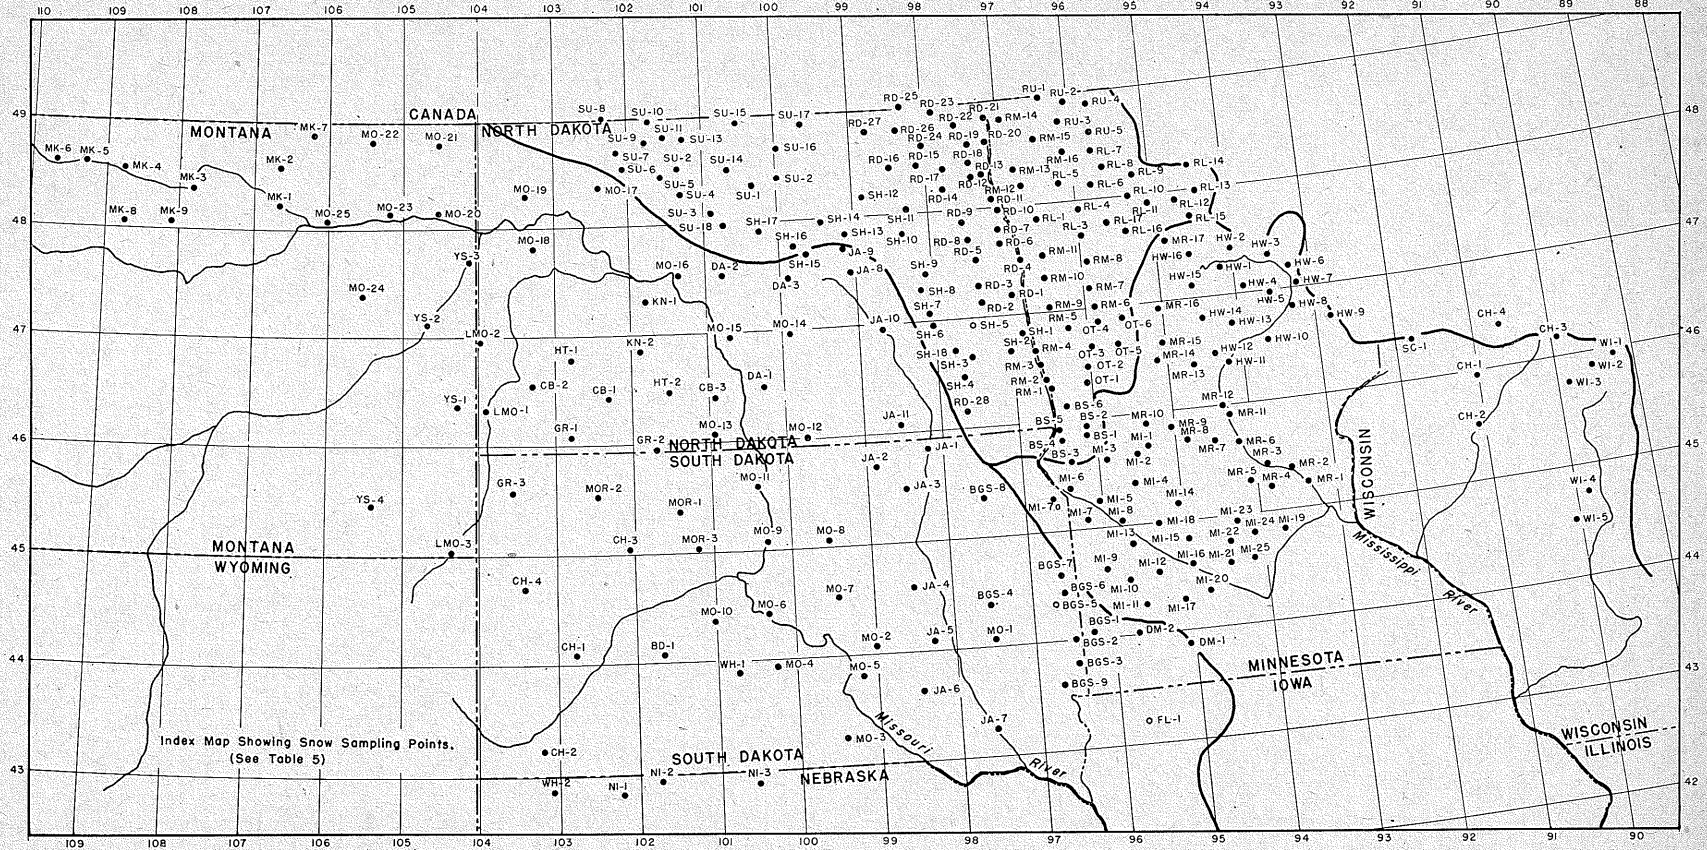 110 109 108 107 106 105 104 103 102 101 100 99 98 97 96 95 94 93 92 91 90 89 88
49
CANADA
MONTANA
NORTH DAKOTA
48
MK-7
MO-22
MO-21
SU-8
SU-10
SU-15
SU-17
RD-25
RD-23
RD-21
RU-1
RU-2
RU-4
MK-6
MK-5
MK-4
MK-2
MK-3
MK-1
SU-9
SU-11
SU-13
SU-7
SU-2
SU-14
SU-16
SU-6
SU-5
SU-4
SU-1
SU-2
RD-27
RD-26
RD-24
RD-22
RD-19
RD-20
RM-14
RU-3
RM-15
RU-5
RD-16
RD-15
RD-18
RD-13
RM-16
RL-7
RL-8
RL-14
RD-17
RD-12
RM-13
RL-5
RL-9
RM-12
RL-6
RL-13
RL-10
MO-19
MO-17
SH-12
RD-14
RD-11
MK-8
MK-9
MO-25
MO-23
MO-20
48
SU-3
SU-18
SH-17
SH-14
SH-11
RD-9
RD-10
RL-4
RL-11
RL-12
RL-1
RL-17
RL-15
47
SH-16
SH-13
SH-10
RD-7
RL-3
RL-16
MO-18
SH-15
JA-9
RD-8
RD-6
MR-17
HW-2
HW-3
YS-3
MO-16
DA-2
JA-8
SH-9
RD-5
RM-11
RD-4
RM-8
HW-16
HW-1
HW-6
MO-24
DA-3
SH-8
RD-3
RM-10
RM-7
HW-15
HW-4
HW-7
KN-1
SH-7
RD-2
RD-1
RM-9
RM-6
MR-16
HW-5
HW-8
YS-2
47
LMO-2
MO-15
MO-14
JA-10
SH-6
SH-5
SH-1
RM-5
OT-4
OT-6
HW-14
HW-13
HW-9
CH-4
46
HT-1
KN-2
SH-18
SH-2
RM-4
OT-3
OT-5
MR-15
MR-14
HW-12
HW-10
SC-1
CH-3
WI-1
SH-3
RM-3
OT-2
MR-13
HW-11
CH-1
WI-2
CB-2
CB-1
HT-2
CB-3
DA-1
SH-4
RM-2
OT-1
WI-3
YS-1
LMO-1
RD-28
RM-1
BS-6
MR-12
GR-1
MO-13
MO-12
JA-11
BS-5
BS-2
MR-10
MR-11
CH-2
46
GR-2
NORTH DAKOTA
SOUTH DAKOTA
JA-1
BS-4
BS-1
MI-1
MR-9
MR-8
MR-7
MR-6
45
BS-3
MI-3
MI-2
MR-3
MR-2
WISCONSIN
GR-3
MOR-2
MO-11
JA-2
JA-3
BGS-8
MI-6
MI-4
MR-5
MR-4
MR-1
WI-4
YS-4
MOR-1
MI-7
MI-7
MI-5
MI-8
MI-14
WI-5
LMO-3
CH-3
MOR-3
MO-9
MO-8
MI-13
MI-18
MI-15
MI-23
MI-22
MI-24
MI-19
45
MONTANA
WYOMING
CH-4
BGS-7
MI-9
MI-12
MI-16
MI-21
MI-25
Mississippi
44
MO-7
JA-4
BGS-4
BGS-6
MI-10
MI-20
River
MO-10
MO-6
BGS-5
MI-11
MI-17
CH-1
BD-1
MO-2
JA-5
MO-1
BGS-1
DM-2
DM-1
BGS-2
44
WH-1
MO-4
MO-5
BGS-3
MINNESOTA
IOWA
43
JA-6
BGS-9
Missouri
JA-7
FL-1
Index Map Showing Snow Sampling Points.
(See Table 5)
CH-2
MO-3
SOUTH DAKOTA
NEBRASKA
River
WISCONSIN
ILLINOIS
43
WH-2
NI-1
NI-2
NI-3
42
109 108 107 106 105 104 103 102 101 100 99 98 97 96 95 94 93 92 91 90